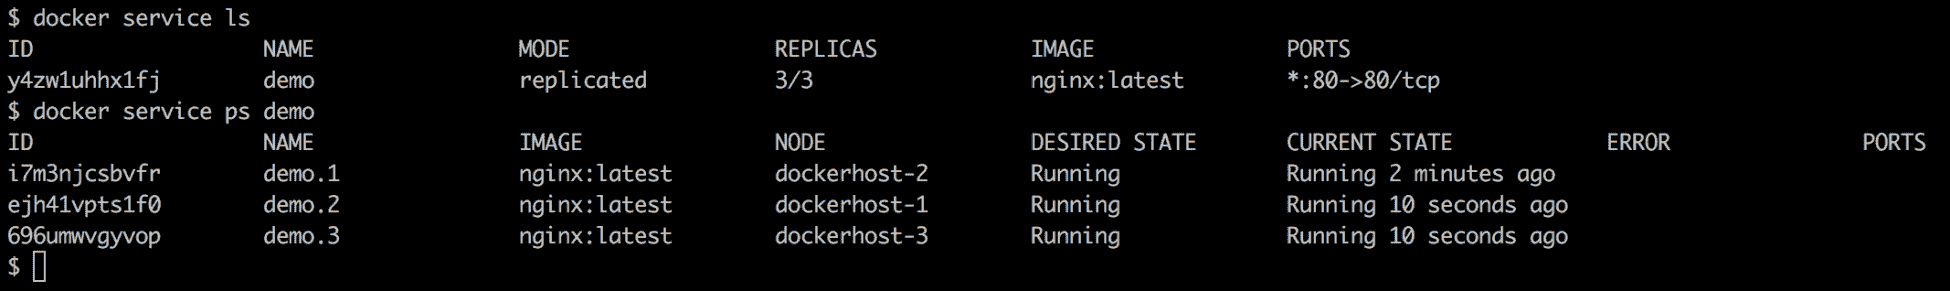 $ docker service ls
ID NAME MODE REPLICAS IMAGE PORTS
y4zw1uhhx1fj demo replicated 3/3 nginx:latest *:80->80/tcp
$ docker service ps demo
ID NAME IMAGE NODE DESIRED STATE CURRENT STATE ERROR PORTS
i7m3njcsbvfr demo.1 nginx:latest dockerhost-2 Running Running 2 minutes ago
ejh41vpts1f0 demo.2 nginx:latest dockerhost-1 Running Running 10 seconds ago
696umwvgyvop demo.3 nginx:latest dockerhost-3 Running Running 10 seconds ago
$